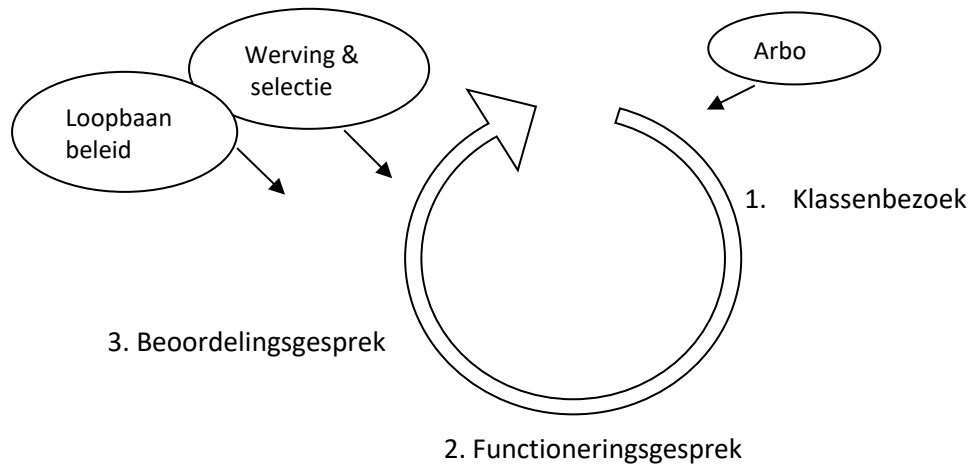 Werving &
selectie
Arbo
Loopbaan
beleid
1. Klassenbezoek
3. Beoordelingsgesprek
2. Functioneringsgesprek